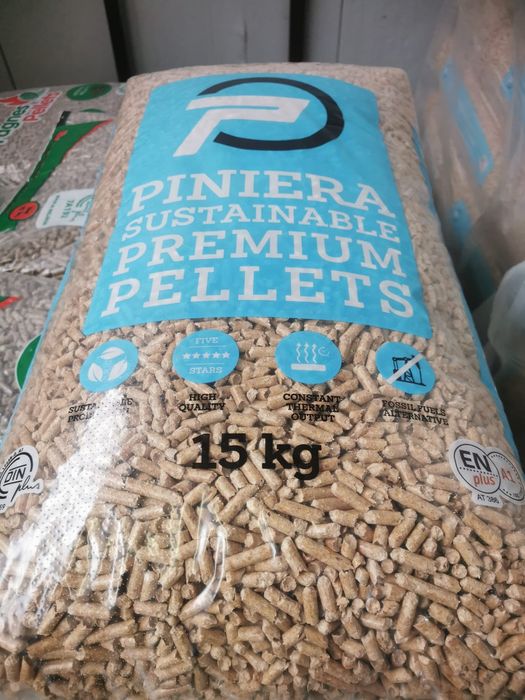 PINIERA
SUSTAINABLE
PREMIUM
PELLETS
FIVE
★★★★★
STARS
HIGH
QUALITY
CONSTANT
THERMAL
OUTPUT
FOSSIL FUELS
ALTERNATIVE
15 kg
DIN
plus
EN
plus
A1
AT 386
Pellets